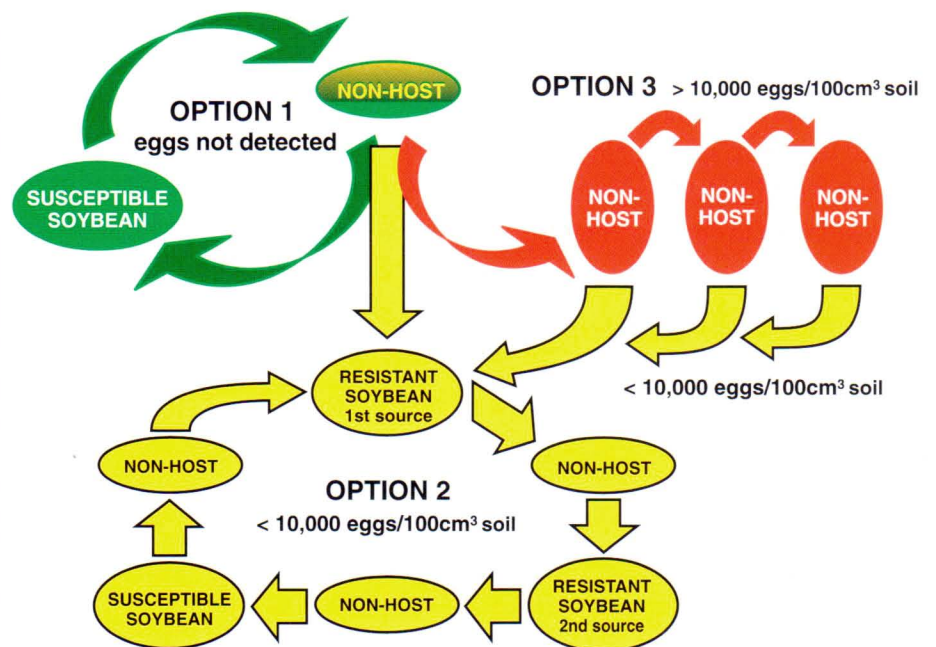 NON-HOST
OPTION 1
eggs not detected
SUSCEPTIBLE
SOYBEAN
OPTION 3 > 10,000 eggs/100cm³ soil
NON-
HOST
NON-
HOST
NON-
HOST
< 10,000 eggs/100cm³ soil
RESISTANT
SOYBEAN
1st source
NON-HOST
NON-HOST
OPTION 2
< 10,000 eggs/100cm³ soil
SUSCEPTIBLE
SOYBEAN
NON-HOST
RESISTANT
SOYBEAN
2nd source